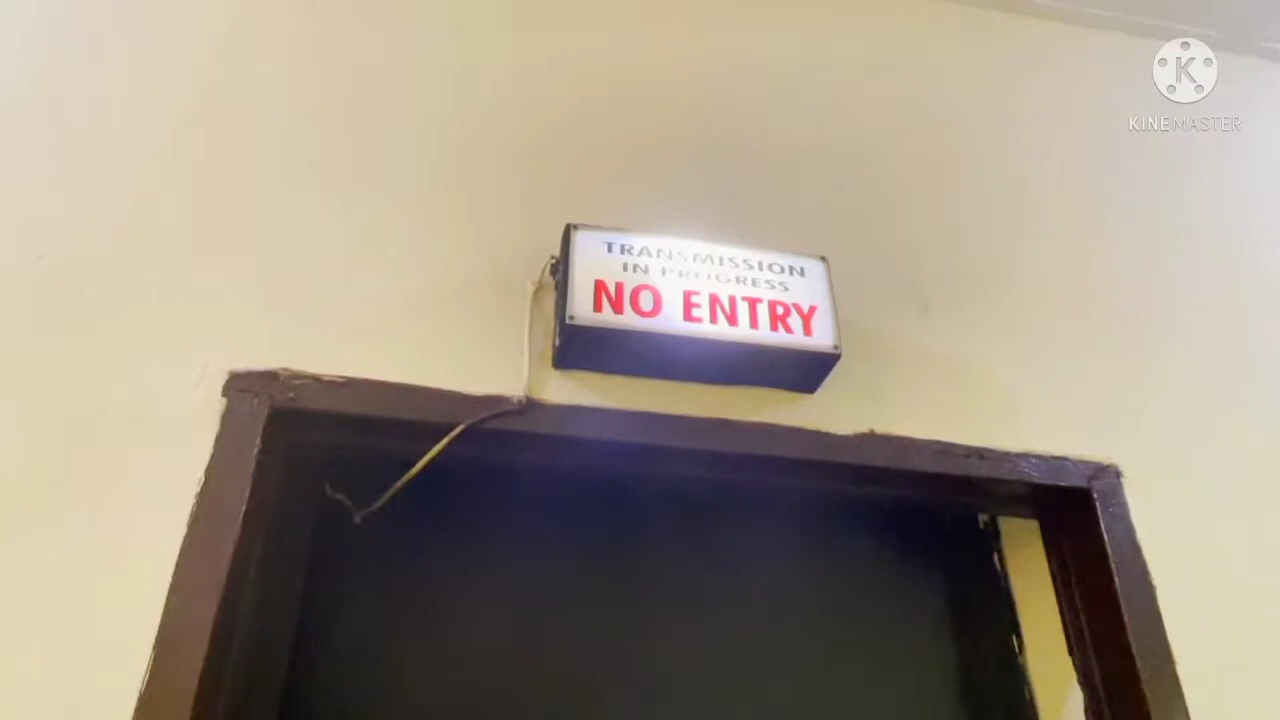 K
KINEMASTER
TRANSMISSION
IN PROGRESS
NO ENTRY